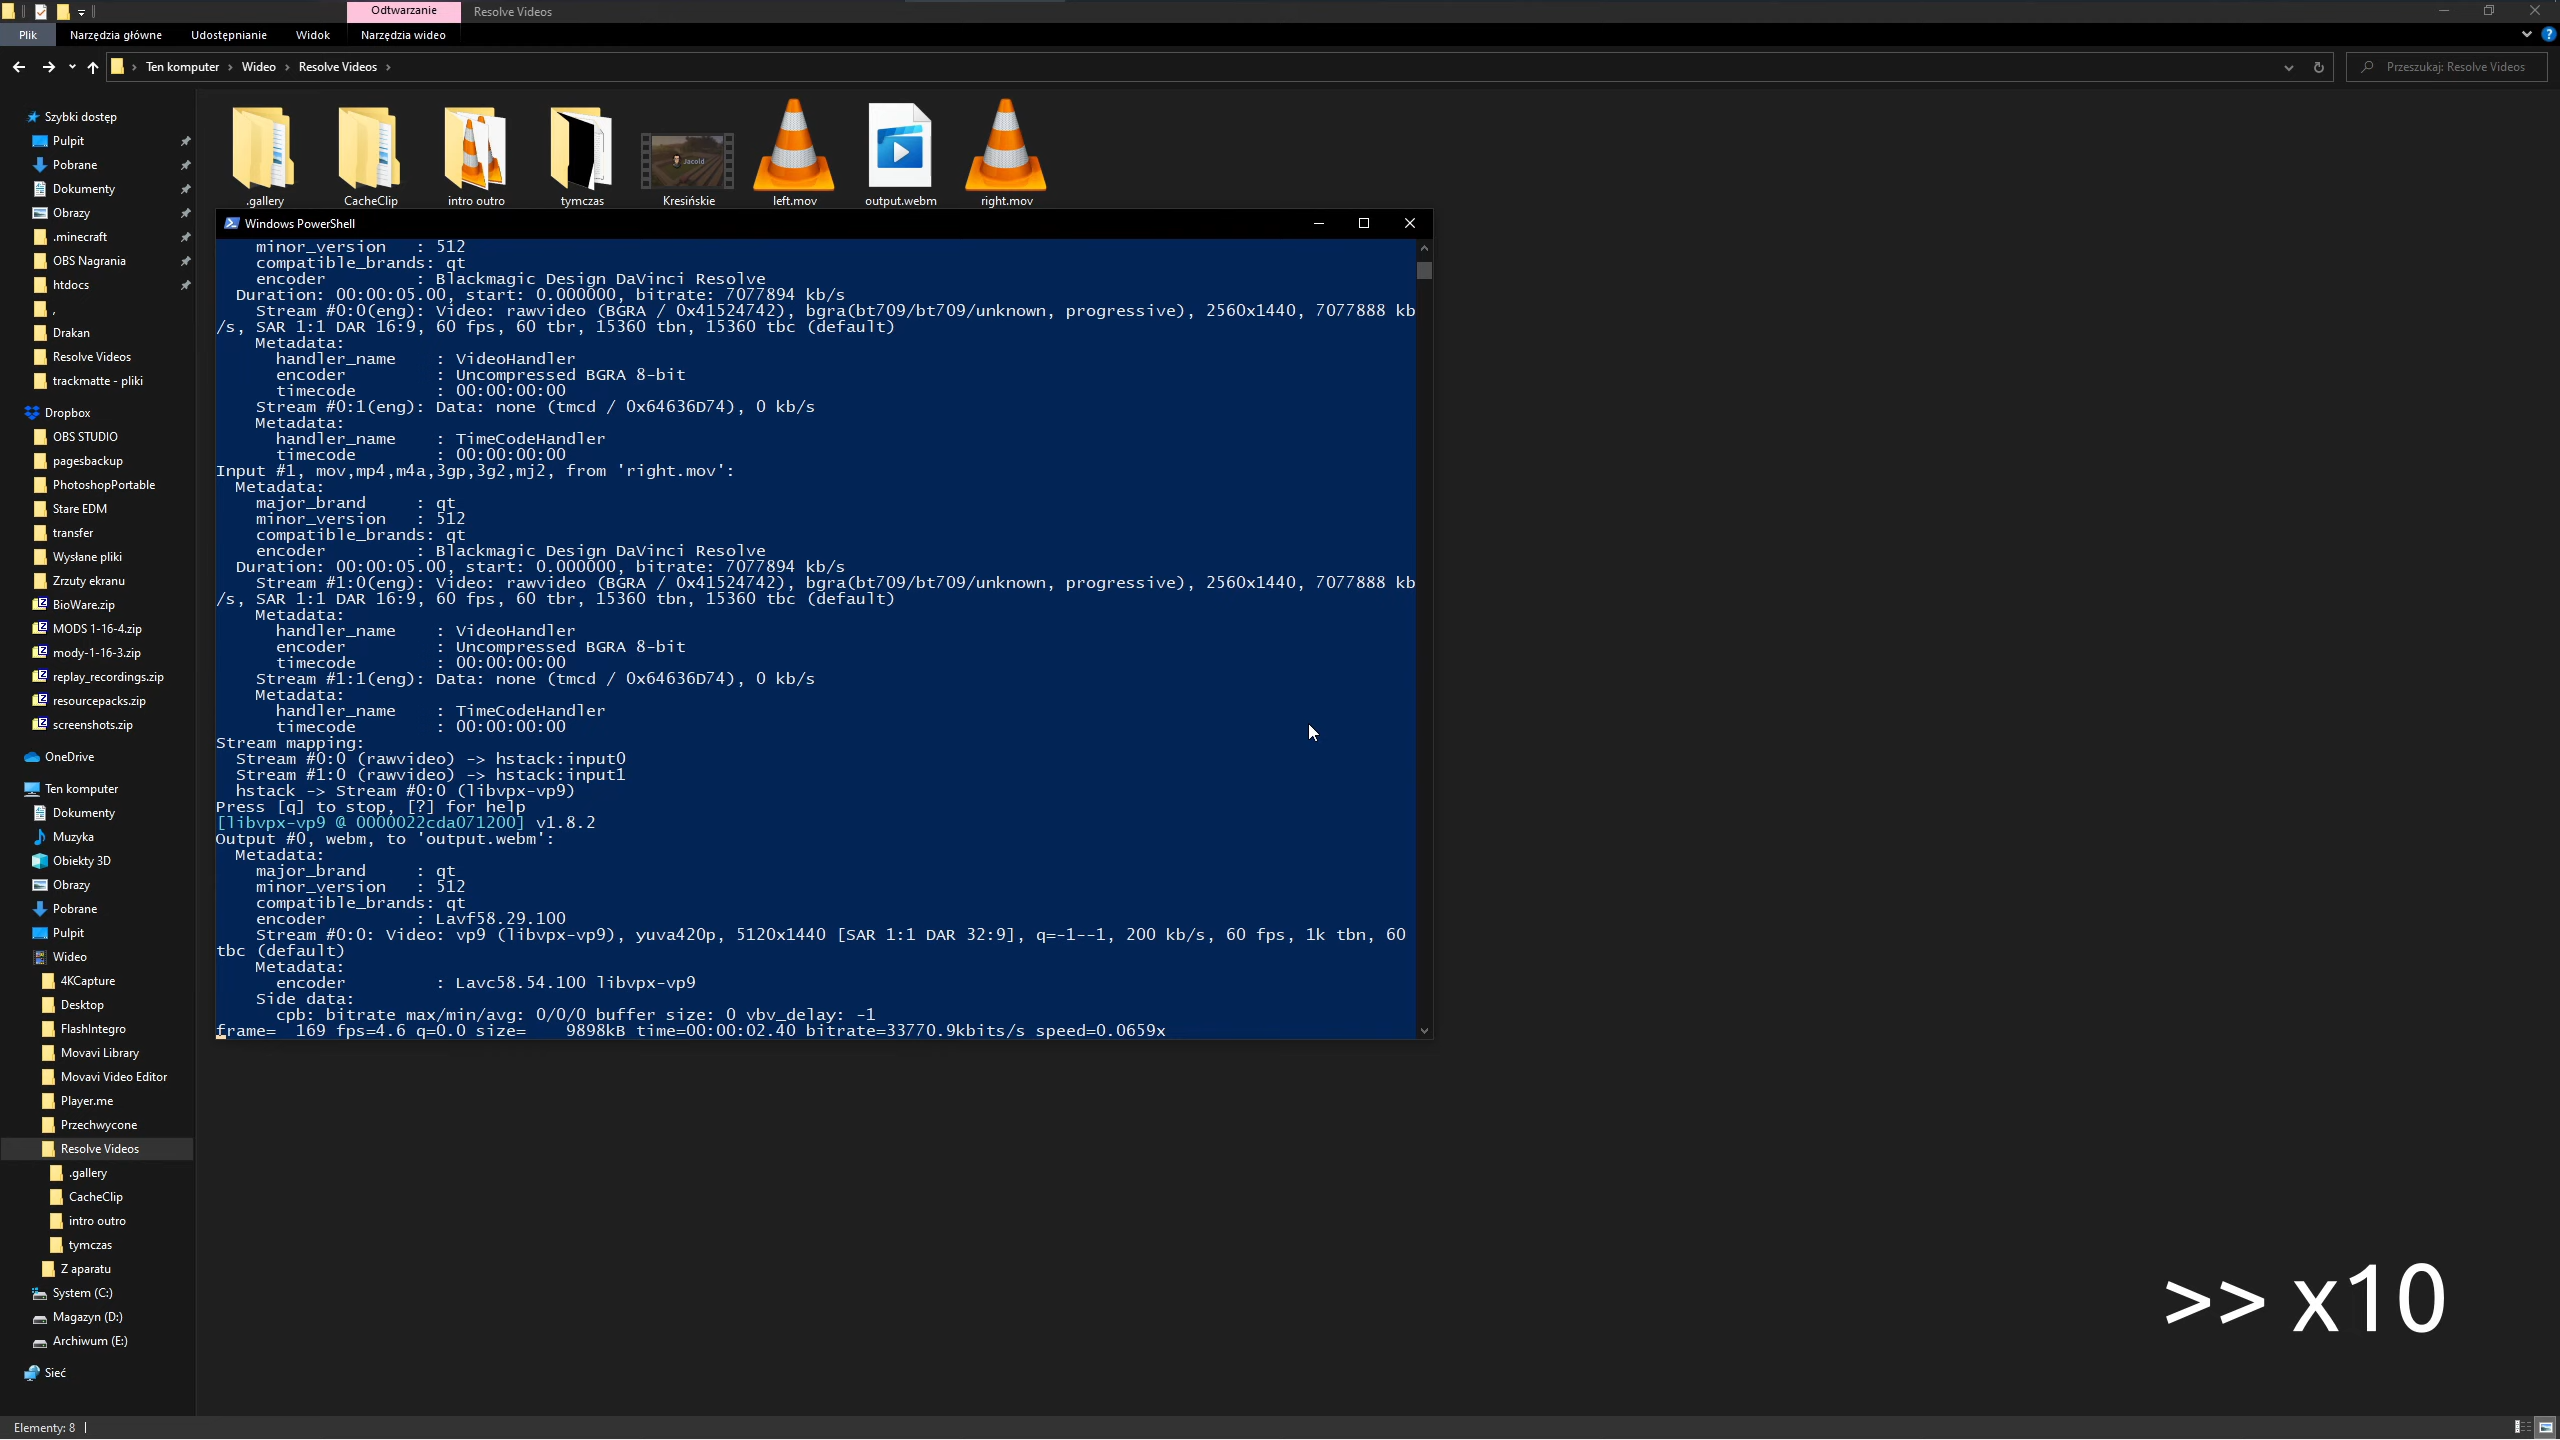 Odtwarzanie
Resolve Videos
Plik
Narzędzia główne
Udostępnianie
Widok
Narzędzia wideo
Ten komputer
Wideo
Resolve Videos
Przeszukaj: Resolve Videos
Szybki dostęp
Pulpit
Pobrane
Dokumenty
Obrazy
.minecraft
OBS Nagrania
htdocs
,
Drakan
Resolve Videos
trackmatte - pliki
Dropbox
OBS STUDIO
pagesbackup
PhotoshopPortable
Stare EDM
transfer
Wysłane pliki
Zrzuty ekranu
BioWare.zip
MODS 1-16-4.zip
mody-1-16-3.zip
replay_recordings.zip
resourcepacks.zip
screenshots.zip
OneDrive
Ten komputer
Dokumenty
Muzyka
Obiekty 3D
Obrazy
Pobrane
Pulpit
Wideo
4KCapture
Desktop
FlashIntegro
Movavi Library
Movavi Video Editor
Player.me
Przechwycone
Resolve Videos
.gallery
CacheClip
intro outro
tymczas
Z aparatu
System (C:)
Magazyn (D:)
Archiwum (E:)
Sieć
Jacold
.gallery
CacheClip
intro outro
tymczas
Kresińskie
left.mov
output.webm
right.mov
Windows PowerShell
minor_version   : 512
compatible_brands: qt
encoder         : Blackmagic Design DaVinci Resolve
Duration: 00:00:05.00, start: 0.000000, bitrate: 7077894 kb/s
Stream #0:0(eng): Video: rawvideo (BGRA / 0x41524742), bgra(bt709/bt709/unknown, progressive), 2560x1440, 7077888 kb
/s, SAR 1:1 DAR 16:9, 60 fps, 60 tbr, 15360 tbn, 15360 tbc (default)
Metadata:
handler_name    : VideoHandler
encoder         : Uncompressed BGRA 8-bit
timecode        : 00:00:00:00
Stream #0:1(eng): Data: none (tmcd / 0x64636D74), 0 kb/s
Metadata:
handler_name    : TimeCodeHandler
timecode        : 00:00:00:00
Input #1, mov,mp4,m4a,3gp,3g2,mj2, from 'right.mov':
Metadata:
major_brand     : qt
minor_version   : 512
compatible_brands: qt
encoder         : Blackmagic Design DaVinci Resolve
Duration: 00:00:05.00, start: 0.000000, bitrate: 7077894 kb/s
Stream #1:0(eng): Video: rawvideo (BGRA / 0x41524742), bgra(bt709/bt709/unknown, progressive), 2560x1440, 7077888 kb
/s, SAR 1:1 DAR 16:9, 60 fps, 60 tbr, 15360 tbn, 15360 tbc (default)
Metadata:
handler_name    : VideoHandler
encoder         : Uncompressed BGRA 8-bit
timecode        : 00:00:00:00
Stream #1:1(eng): Data: none (tmcd / 0x64636D74), 0 kb/s
Metadata:
handler_name    : TimeCodeHandler
timecode        : 00:00:00:00
Stream mapping:
Stream #0:0 (rawvideo) -> hstack:input0
Stream #1:0 (rawvideo) -> hstack:input1
hstack -> Stream #0:0 (libvpx-vp9)
Press [q] to stop, [?] for help
[libvpx-vp9 @ 0000022cda071200] v1.8.2
Output #0, webm, to 'output.webm':
Metadata:
major_brand     : qt
minor_version   : 512
compatible_brands: qt
encoder         : Lavf58.29.100
Stream #0:0: Video: vp9 (libvpx-vp9), yuva420p, 5120x1440 [SAR 1:1 DAR 32:9], q=-1--1, 200 kb/s, 60 fps, 1k tbn, 60
tbc (default)
Metadata:
encoder         : Lavc58.54.100 libvpx-vp9
Side data:
cpb: bitrate max/min/avg: 0/0/0 buffer size: 0 vbv_delay: -1
frame=  169 fps=4.6 q=0.0 size=    9898kB time=00:00:02.40 bitrate=33770.9kbits/s speed=0.0659x
>> x10
Elementy: 8